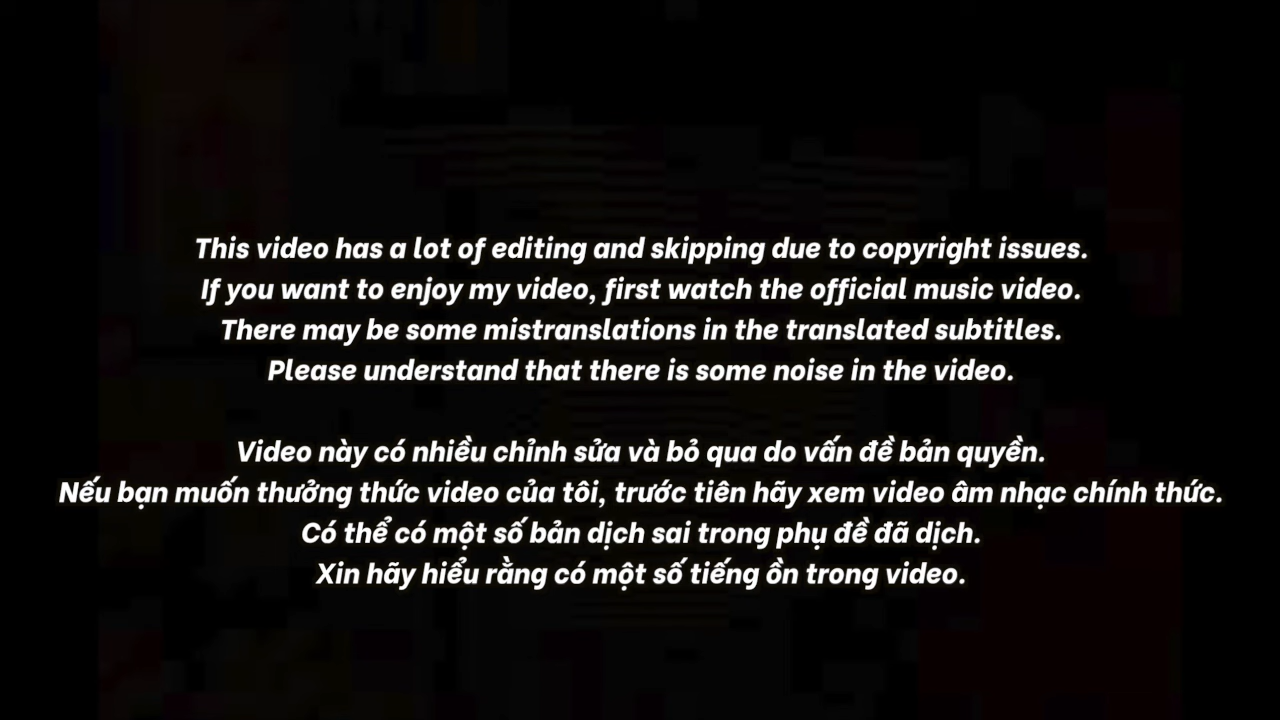 This video has a lot of editing and skipping due to copyright issues.
If you want to enjoy my video, first watch the official music video.
There may be some mistranslations in the translated subtitles.
Please understand that there is some noise in the video.
Video này có nhiều chỉnh sửa và bỏ qua do vấn đề bản quyền.
Nếu bạn muốn thưởng thức video của tôi, trước tiên hãy xem video âm nhạc chính thức.
Có thể có một số bản dịch sai trong phụ đề đã dịch.
Xin hãy hiểu rằng có một số tiếng ồn trong video.